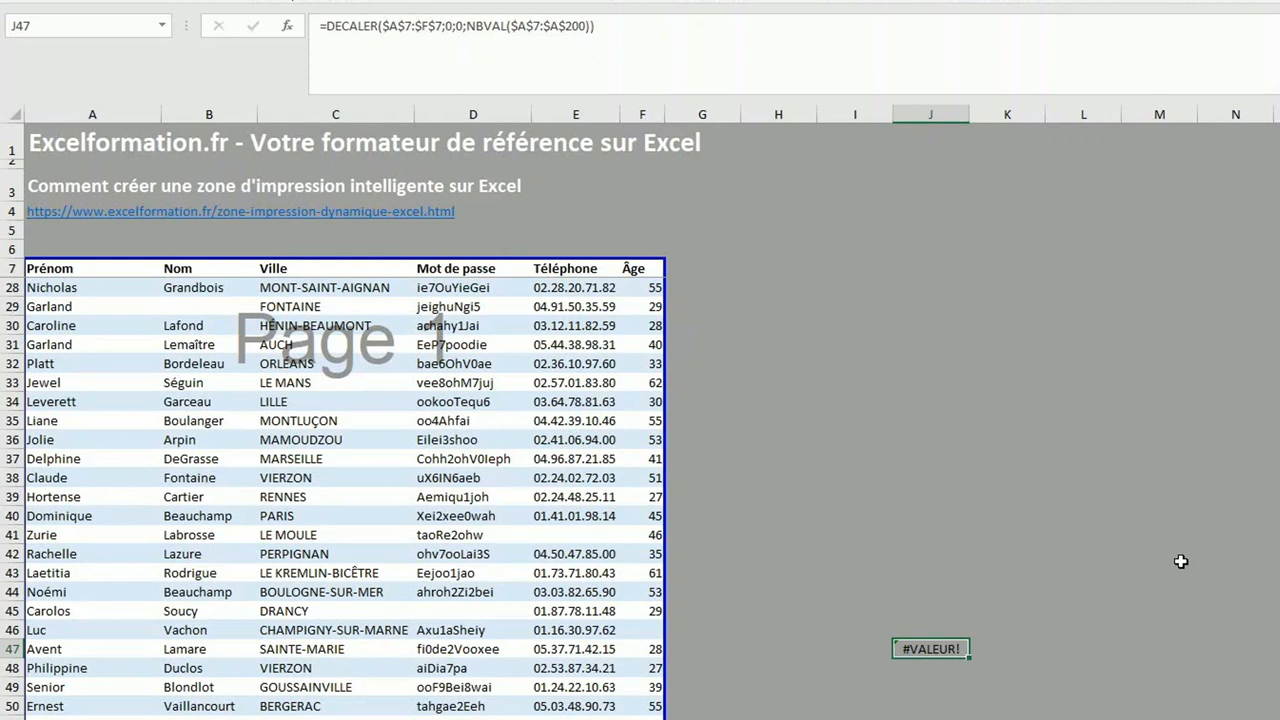 J47 =DECALER($A$7:$F$7;0;0;NBVAL($A$7:$A$200))
A B C D E F G H I J K L M N
1 Excelformation.fr - Votre formateur de référence sur Excel
2
3 Comment créer une zone d'impression intelligente sur Excel
4 https://www.excelformation.fr/zone-impression-dynamique-excel.html
5
6
7 Prénom Nom Ville Mot de passe Téléphone Âge
28 Nicholas Grandbois MONT-SAINT-AIGNAN ie7OuYieGei 02.28.20.71.82 55
29 Garland FONTAINE jeighuNgi5 04.91.50.35.59 29
30 Caroline Lafond HÉNIN-BEAUMONT achahy1Jai 03.12.11.82.59 28
Page 1
31 Garland Lemaître AUCH EeP7poodie 05.44.38.98.31 40
32 Platt Bordeleau ORLÉANS bae6OhV0ae 02.36.10.97.60 33
33 Jewel Séguin LE MANS vee8ohM7juj 02.57.01.83.80 62
34 Leverett Garceau LILLE ookooTequ6 03.64.78.81.63 30
35 Liane Boulanger MONTLUÇON oo4Ahfai 04.42.39.10.46 55
36 Jolie Arpin MAMOUDZOU Eilei3shoo 02.41.06.94.00 53
37 Delphine DeGrasse MARSEILLE Cohh2ohV0Ieph 04.96.87.21.85 41
38 Claude Fontaine VIERZON uX6IN6aeb 02.24.02.72.03 51
39 Hortense Cartier RENNES Aemiqu1joh 02.24.48.25.11 27
40 Dominique Beauchamp PARIS Xei2xee0wah 01.41.01.98.14 45
41 Zurie Labrosse LE MOULE taoRe2ohw 46
42 Rachelle Lazure PERPIGNAN ohv7ooLai3S 04.50.47.85.00 35
43 Laetitia Rodrigue LE KREMLIN-BICÊTRE Eejoo1jao 01.73.71.80.43 61
44 Noémi Beauchamp BOULOGNE-SUR-MER ahroh2Zi2bei 03.03.82.65.90 53
45 Carolos Soucy DRANCY 01.87.78.11.48 29
46 Luc Vachon CHAMPIGNY-SUR-MARNE Axu1aSheiy 01.16.30.97.62
47 Avent Lamare SAINTE-MARIE fi0de2Vooxee 05.37.71.42.15 28 #VALEUR!
48 Philippine Duclos VIERZON aiDia7pa 02.53.87.34.21 27
49 Senior Blondlot GOUSSAINVILLE ooF9Bei8wai 01.24.22.10.63 39
50 Ernest Vaillancourt BERGERAC tahgae2Eeh 05.03.48.90.73 55